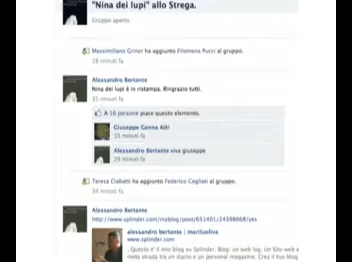 "Nina dei lupi" allo Strega.
Gruppo aperto
Massimiliano Griner ha aggiunto Filomena Pucci al gruppo.
28 minuti fa
Alessandro Bertante
Nina dei lupi è in ristampa. Ringrazio tutti.
35 minuti fa
A 16 persone piace questo elemento.
Giuseppe Genna Alé!
33 minuti fa
Alessandro Bertante viva giuseppe
29 minuti fa
Teresa Ciabatti ha aggiunto Federico Cogliati al gruppo.
34 minuti fa
Alessandro Bertante
http://www.splinder.com/myblog/post/651401/24398668/yes
alessandro bertante | marilualiva
www.splinder.com
Questo e' il mio blog su Splinder. Blog: un web log. Un Sito web a
metà strada tra un diario e un personal magazine. Crea il tuo blog